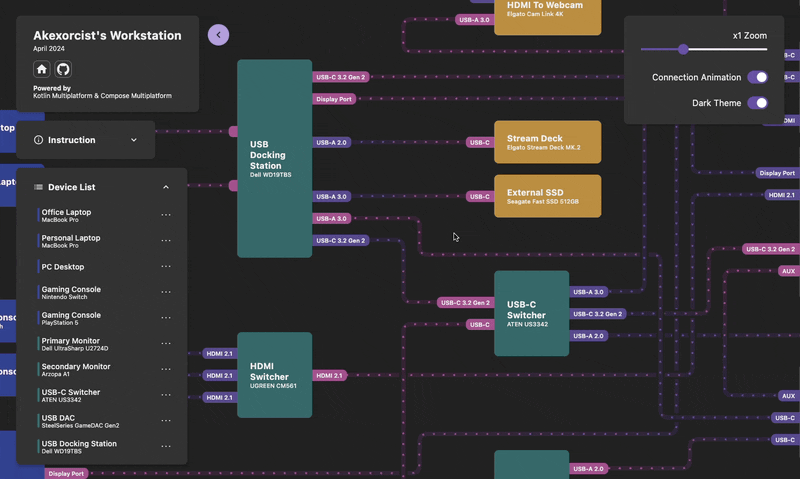 Akexorcist's Workstation
April 2024
Powered by
Kotlin Multiplatform & Compose Multiplatform
Instruction
Device List
Office Laptop
MacBook Pro
Personal Laptop
MacBook Pro
PC Desktop
Gaming Console
Nintendo Switch
Gaming Console
PlayStation 5
Primary Monitor
Dell UltraSharp U2724D
Secondary Monitor
Arzopa A1
USB-C Switcher
ATEN US3342
USB DAC
SteelSeries GameDAC Gen2
USB Docking Station
Dell WD19TBS
Display Port
USB
Docking
Station
Dell WD19TBS
USB-C 3.2 Gen 2
Display Port
USB-A 2.0
USB-A 3.0
USB-A 3.0
USB-C 3.2 Gen 2
HDMI 2.1
HDMI 2.1
HDMI 2.1
HDMI
Switcher
UGREEN CM561
HDMI 2.1
USB-A 3.0
HDMI To Webcam
Elgato Cam Link 4K
USB-C
Stream Deck
Elgato Stream Deck MK.2
USB-C
External SSD
Seagate Fast SSD 512GB
USB-C 3.2 Gen 2
USB-C
USB-C
Switcher
ATEN US3342
USB-A 3.0
USB-C 3.2 Gen 2
USB-A 2.0
USB-A 2.0
x1 Zoom
Connection Animation
Dark Theme
Display Port
HDMI 2.1
USB-C 3.2 Gen 2
AUX
AUX
USB-C
USB-C